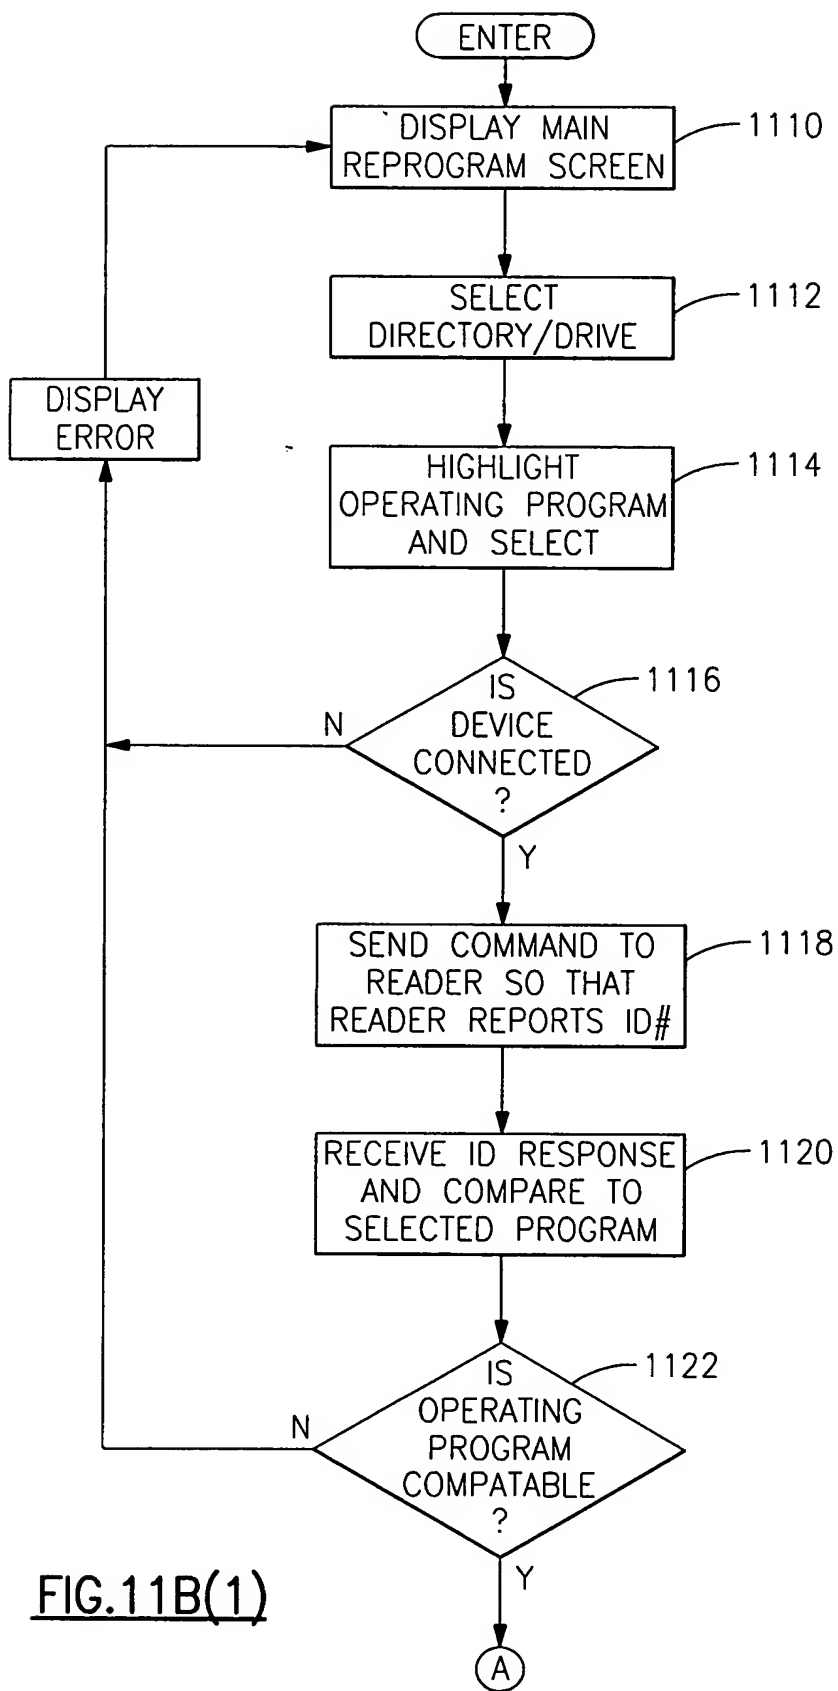 ENTER
DISPLAY MAIN
REPROGRAM SCREEN
1110
SELECT
DIRECTORY/DRIVE
1112
DISPLAY
ERROR
HIGHLIGHT
OPERATING PROGRAM
AND SELECT
1114
IS
DEVICE
CONNECTED
?
1116
N
Y
SEND COMMAND TO
READER SO THAT
READER REPORTS ID#
1118
RECEIVE ID RESPONSE
AND COMPARE TO
SELECTED PROGRAM
1120
IS
OPERATING
PROGRAM
COMPATABLE
?
1122
N
Y
A
FIG.11B(1)